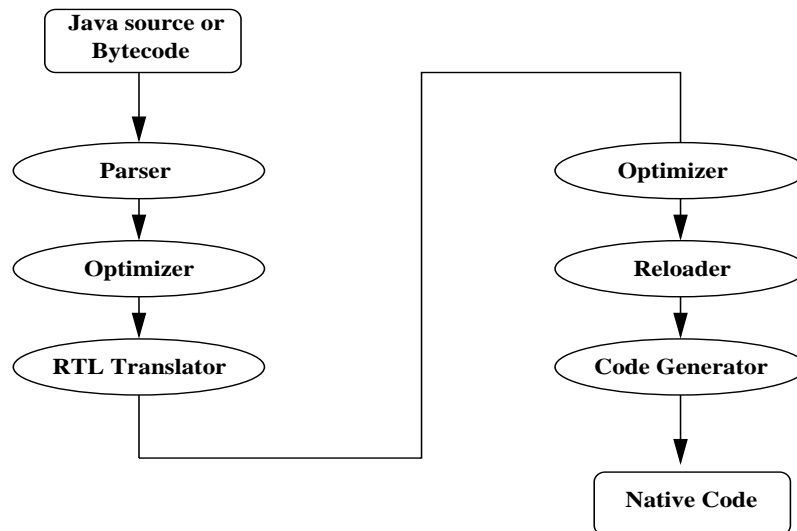 Java source or
Bytecode
Parser
Optimizer
RTL Translator
Optimizer
Reloader
Code Generator
Native Code